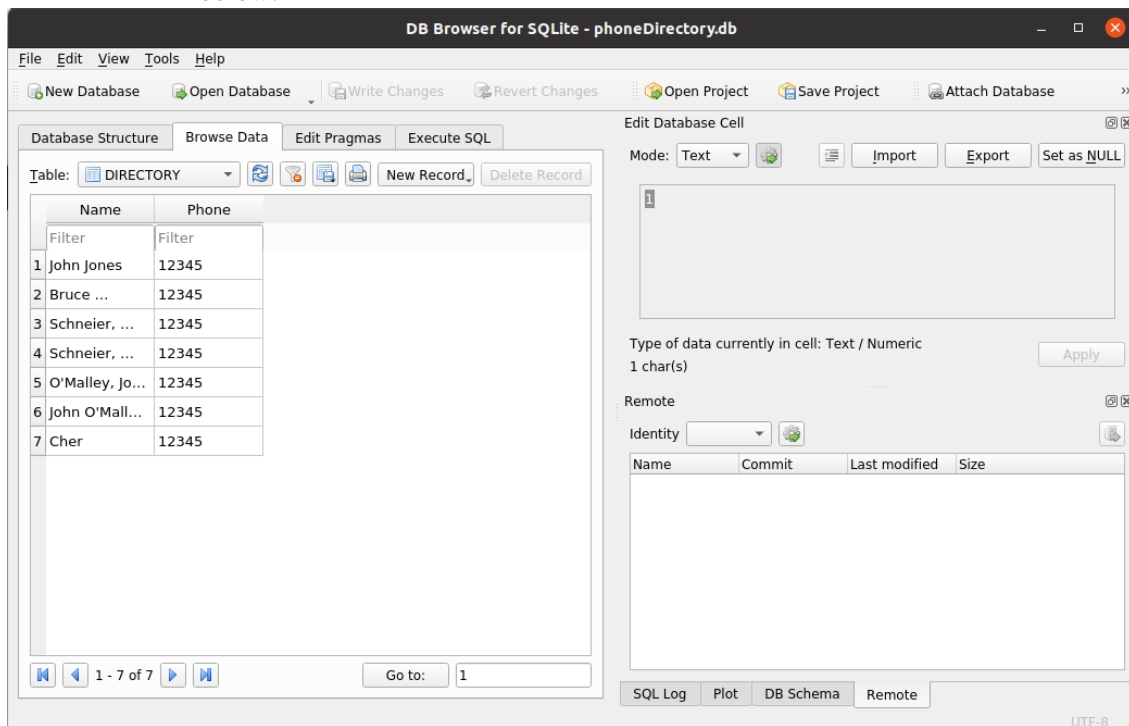 DB Browser for SQLite - phoneDirectory.db
File Edit View Tools Help
New Database Open Database Write Changes Revert Changes Open Project Save Project Attach Database »
Database Structure Browse Data Edit Pragmas Execute SQL
Table: DIRECTORY New Record Delete Record
Name Phone
Filter Filter
1 John Jones 12345
2 Bruce … 12345
3 Schneier, … 12345
4 Schneier, … 12345
5 O'Malley, Jo… 12345
6 John O'Mall… 12345
7 Cher 12345
1 - 7 of 7 Go to: 1
Edit Database Cell
Mode: Text Import Export Set as NULL
1
Type of data currently in cell: Text / Numeric
1 char(s)
Apply
Remote
Identity
Name Commit Last modified Size
SQL Log Plot DB Schema Remote
UTF-8